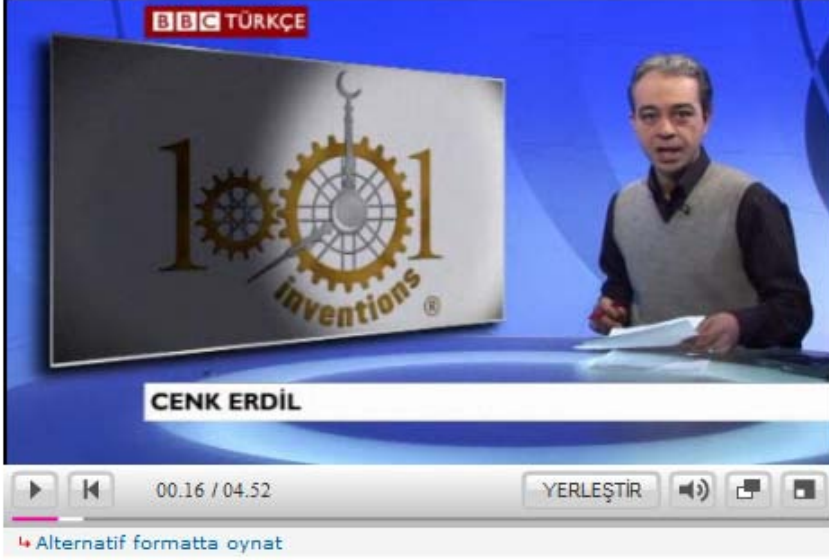 BBC TÜRKÇE
1001
inventions
®
CENK ERDİL
00.16 / 04.52
YERLEŞTİR
Alternatif formatta oynat